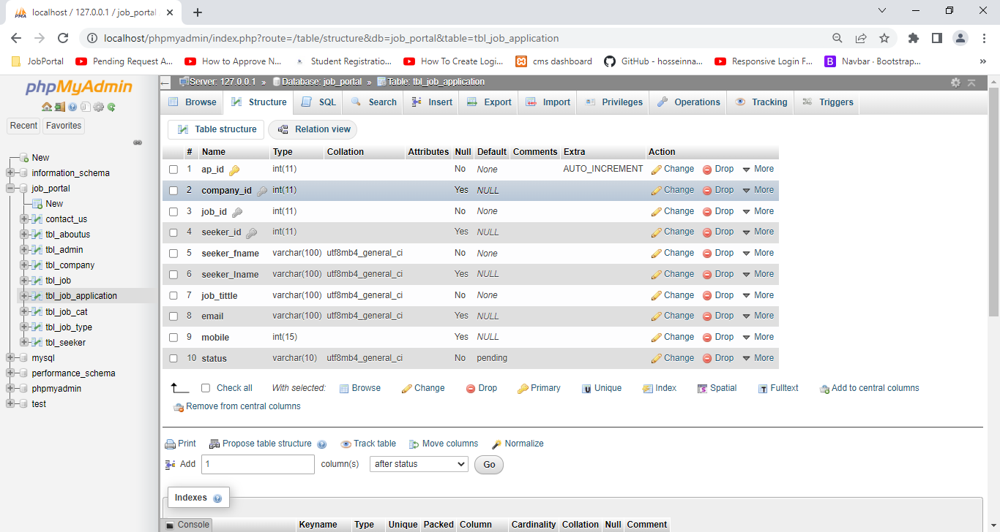 localhost / 127.0.0.1 / job_portal
localhost/phpmyadmin/index.php?route=/table/structure&db=job_portal&table=tbl_job_application
JobPortal Pending Request A... How to Approve N... Student Registratio... How To Create Logi... cms dashboard GitHub - hosseinna... Responsive Login F... Navbar · Bootstrap... »
phpMyAdmin
Recent Favorites
New
information_schema
job_portal
New
contact_us
tbl_aboutus
tbl_admin
tbl_company
tbl_job
tbl_job_application
tbl_job_cat
tbl_job_type
tbl_seeker
mysql
performance_schema
phpmyadmin
test
Server: 127.0.0.1 » Database: job_portal » Table: tbl_job_application
Browse Structure SQL Search Insert Export Import Privileges Operations Tracking Triggers
Table structure Relation view
# Name Type Collation Attributes Null Default Comments Extra Action
1 ap_id int(11) No None AUTO_INCREMENT Change Drop More
2 company_id int(11) Yes NULL Change Drop More
3 job_id int(11) No None Change Drop More
4 seeker_id int(11) Yes NULL Change Drop More
5 seeker_fname varchar(100) utf8mb4_general_ci No None Change Drop More
6 seeker_lname varchar(100) utf8mb4_general_ci Yes NULL Change Drop More
7 job_tittle varchar(100) utf8mb4_general_ci No None Change Drop More
8 email varchar(100) utf8mb4_general_ci Yes NULL Change Drop More
9 mobile int(15) Yes NULL Change Drop More
10 status varchar(10) utf8mb4_general_ci No pending Change Drop More
Check all With selected: Browse Change Drop Primary Unique Index Spatial Fulltext Add to central columns
Remove from central columns
Print Propose table structure Track table Move columns Normalize
Add 1 column(s) after status Go
Indexes
Console Keyname Type Unique Packed Column Cardinality Collation Null Comment